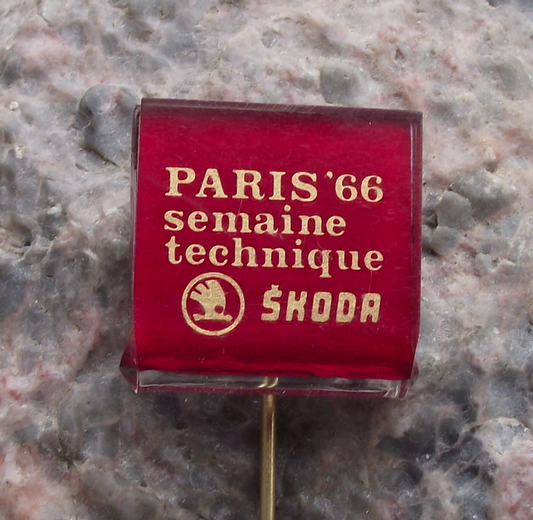 PARIS '66
semaine
technique
ŠKODA